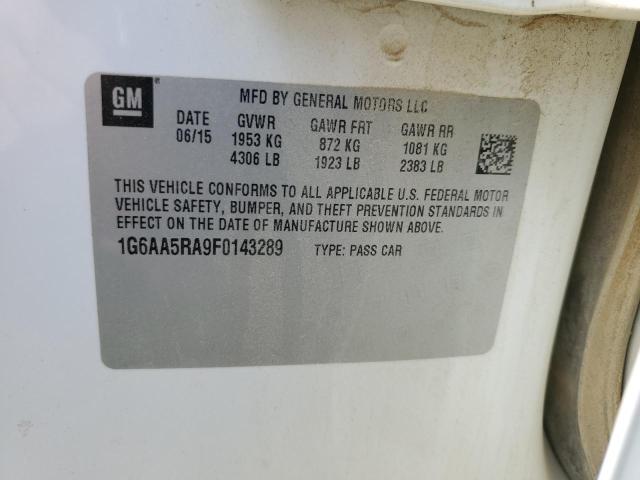 GM
MFD BY GENERAL MOTORS LLC
DATE GVWR GAWR FRT GAWR RR
06/15 1953 KG 872 KG 1081 KG
4306 LB 1923 LB 2383 LB
THIS VEHICLE CONFORMS TO ALL APPLICABLE U.S. FEDERAL MOTOR
VEHICLE SAFETY, BUMPER, AND THEFT PREVENTION STANDARDS IN
EFFECT ON THE DATE OF MANUFACTURE SHOWN ABOVE.
1G6AA5RA9F0143289 TYPE: PASS CAR